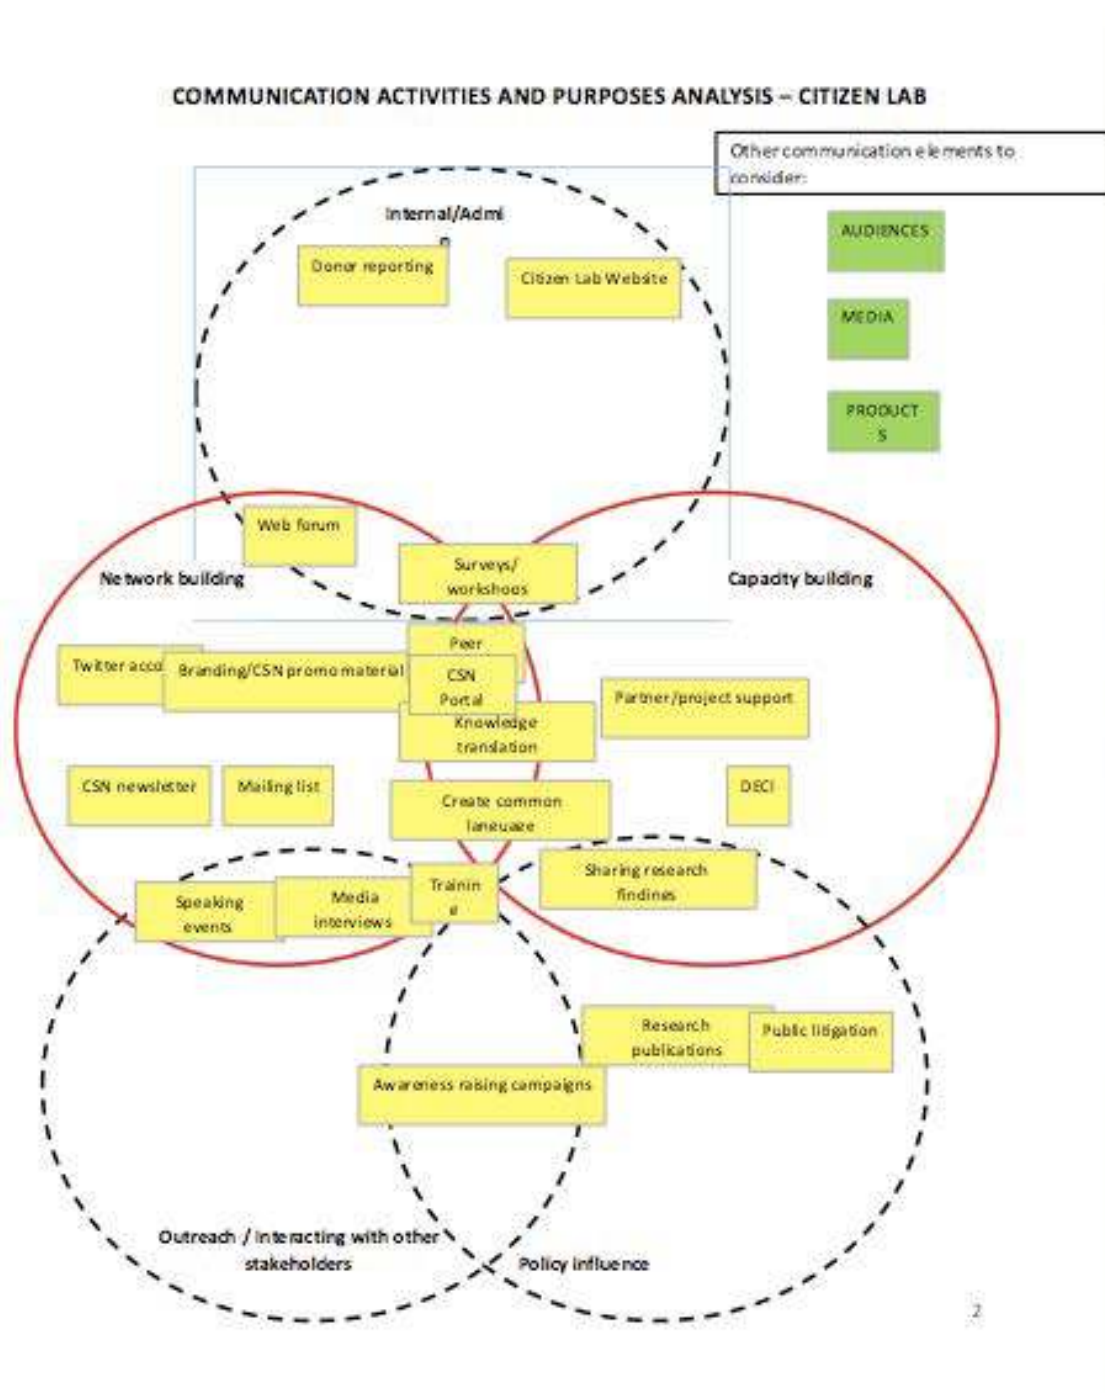 COMMUNICATION ACTIVITIES AND PURPOSES ANALYSIS – CITIZEN LAB
Other communication elements to
consider:
Internal/Admi
n
Donor reporting
Citizen Lab Website
AUDIENCES
MEDIA
PRODUCT
S
Web forum
Surveys/
workshops
Network building
Capacity building
Peer
Twitter acco
Branding/CSN promo material
CSN
Portal
Partner/project support
Knowledge
translation
CSN newsletter
Mailing list
DECI
Create common
language
Sharing research
findings
Speaking
events
Media
interviews
Trainin
g
Research
publications
Public litigation
Awareness raising campaigns
Outreach / Interacting with other
stakeholders
Policy influence
2